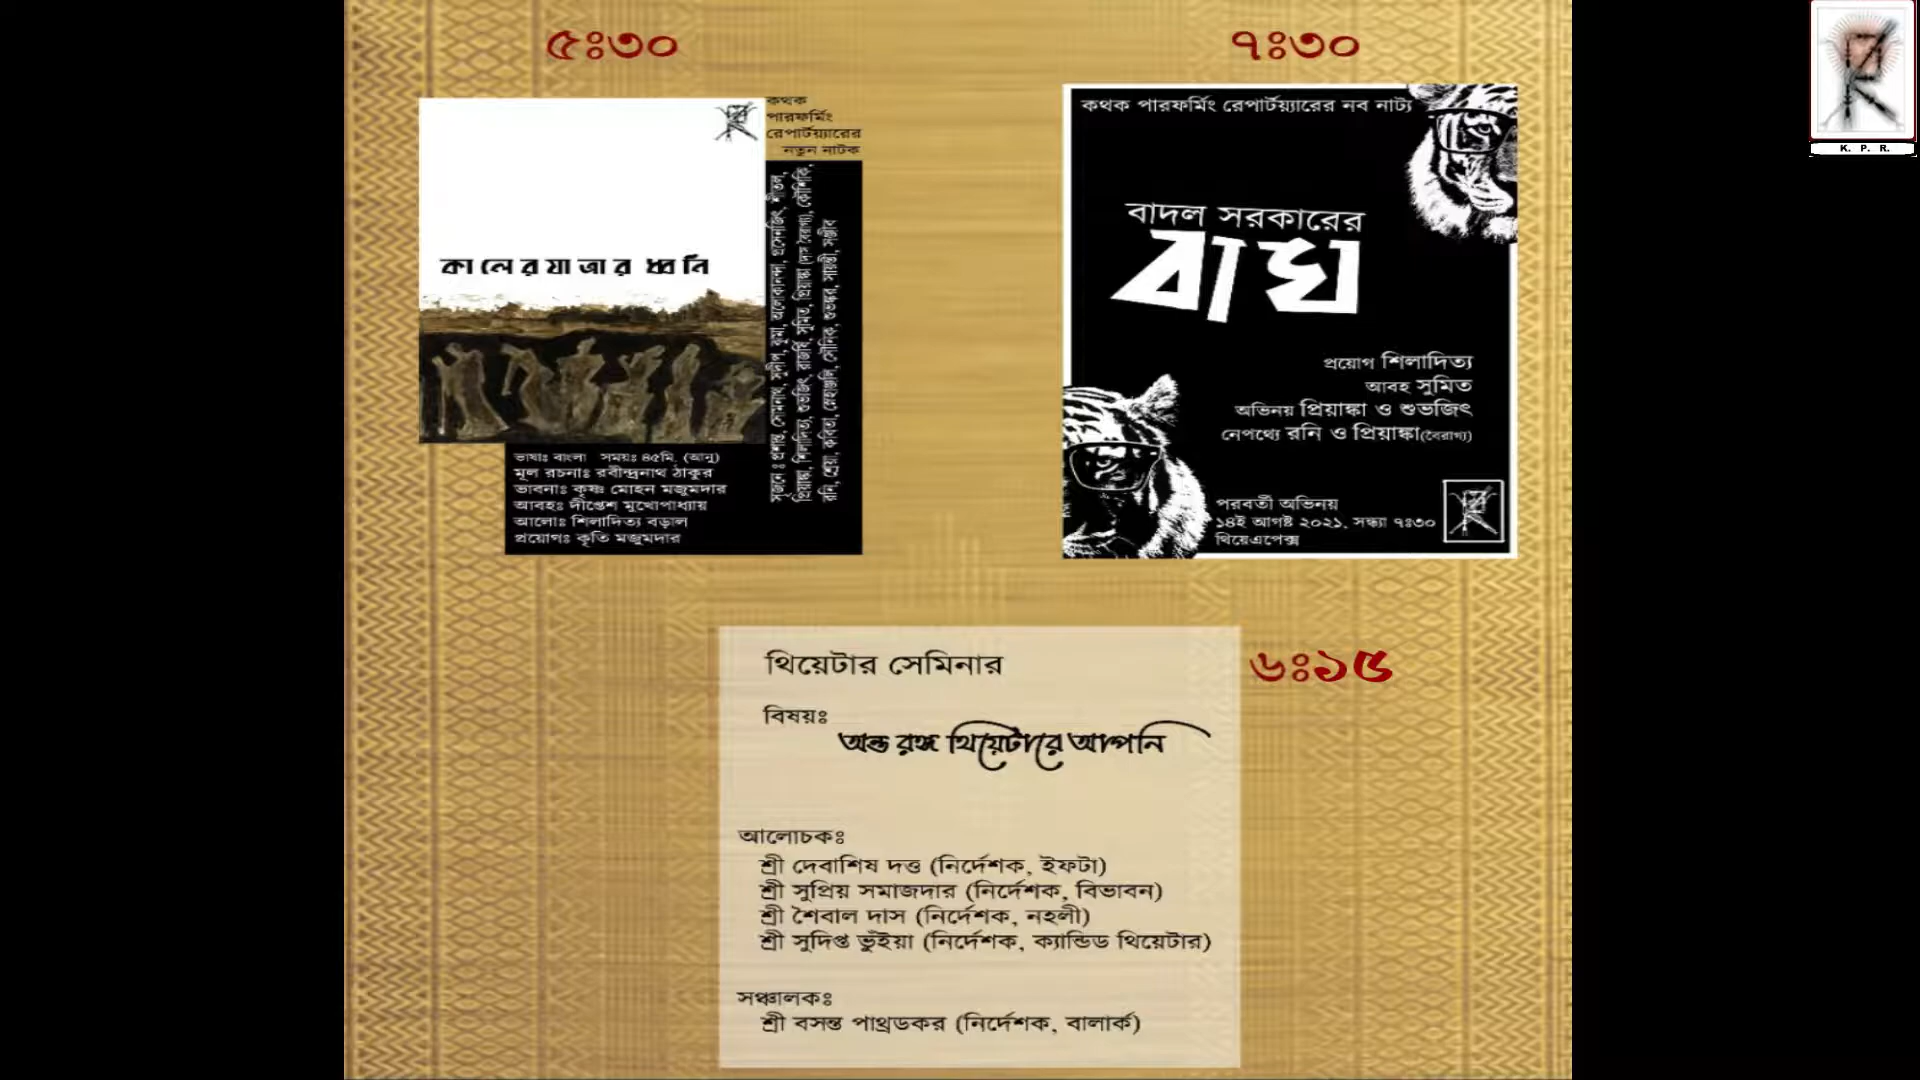 ৫ঃ৩০
কথক
পারফর্মিং
রেপার্টয়্যারের
নতুন নাটক
কালেরযাত্রার ধ্বনি
ভাষাঃ বাংলা সময়ঃ ৪৫মি. (আনু)
মূল রচনাঃ রবীন্দ্রনাথ ঠাকুর
ভাবনাঃ কৃষ্ণ মোহন মজুমদার
আবহঃ দীপ্তেশ মুখোপাধ্যায়
আলোঃ শিলাদিত্য বড়াল
প্রয়োগঃ কৃতি মজুমদার
৭ঃ৩০
কথক পারফর্মিং রেপার্টয়্যারের নব নাট্য
বাদল সরকারের
বাঘ
প্রয়োগ শিলাদিত্য
আবহ সুমিত
অভিনয় প্রিয়াঙ্কা ও শুভজিৎ
নেপথ্যে রনি ও প্রিয়াঙ্কা(বৈরাগ্য)
পরবর্তী অভিনয়
১৪ই আগষ্ট ২০২১, সন্ধ্যা ৭ঃ৩০
থিয়েএপেক্স
K. P. R.
থিয়েটার সেমিনার
৬ঃ১৫
বিষয়ঃ
অন্তরঙ্গ থিয়েটারে আপনি
আলোচকঃ
শ্রী দেবাশিষ দত্ত (নির্দেশক, ইফটা)
শ্রী সুপ্রিয় সমাজদার (নির্দেশক, বিভাবন)
শ্রী শৈবাল দাস (নির্দেশক, নহলী)
শ্রী সুদিপ্ত ভুঁইয়া (নির্দেশক, ক্যান্ডিড থিয়েটার)
সঞ্চালকঃ
শ্রী বসন্ত পাথ্রডকর (নির্দেশক, বালার্ক)